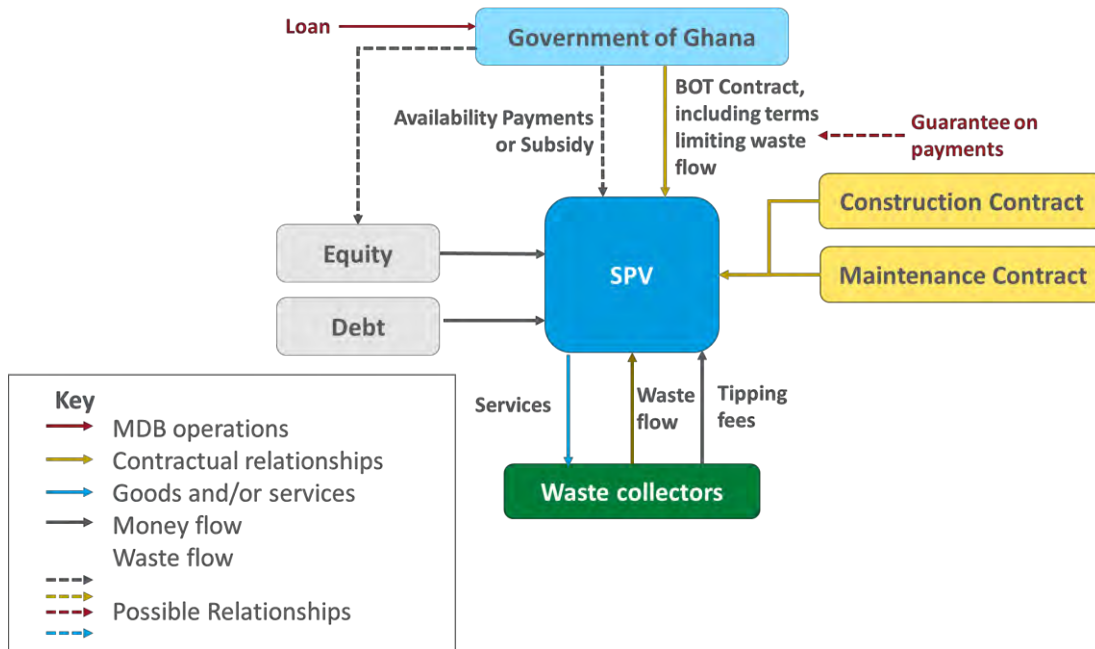 Loan
Government of Ghana
Availability Payments
or Subsidy
BOT Contract,
including terms
limiting waste
flow
Guarantee on
payments
Construction Contract
Maintenance Contract
Equity
SPV
Debt
Services
Waste
flow
Tipping
fees
Waste collectors
Key
MDB operations
Contractual relationships
Goods and/or services
Money flow
Waste flow
Possible Relationships